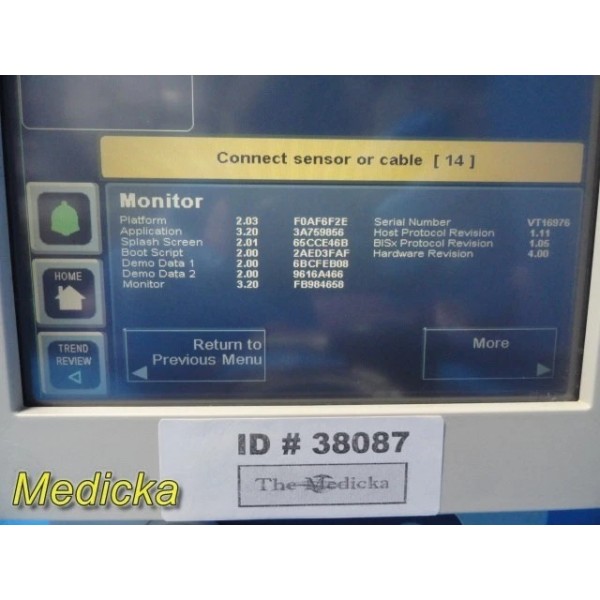 Connect sensor or cable [ 14 ]
Monitor
Platform 2.03 F0AF6F2E Serial Number VT16976
Application 3.20 3A759856 Host Protocol Revision 1.11
Splash Screen 2.01 65CCE46B BISx Protocol Revision 1.05
Boot Script 2.00 2AED3FAF Hardware Revision 4.00
Demo Data 1 2.00 6BCFEB08
Demo Data 2 2.00 9616A466
Monitor 3.20 FB984658
HOME
TREND
REVIEW
Return to
Previous Menu
More
ID # 38087
The Medicka
Medicka